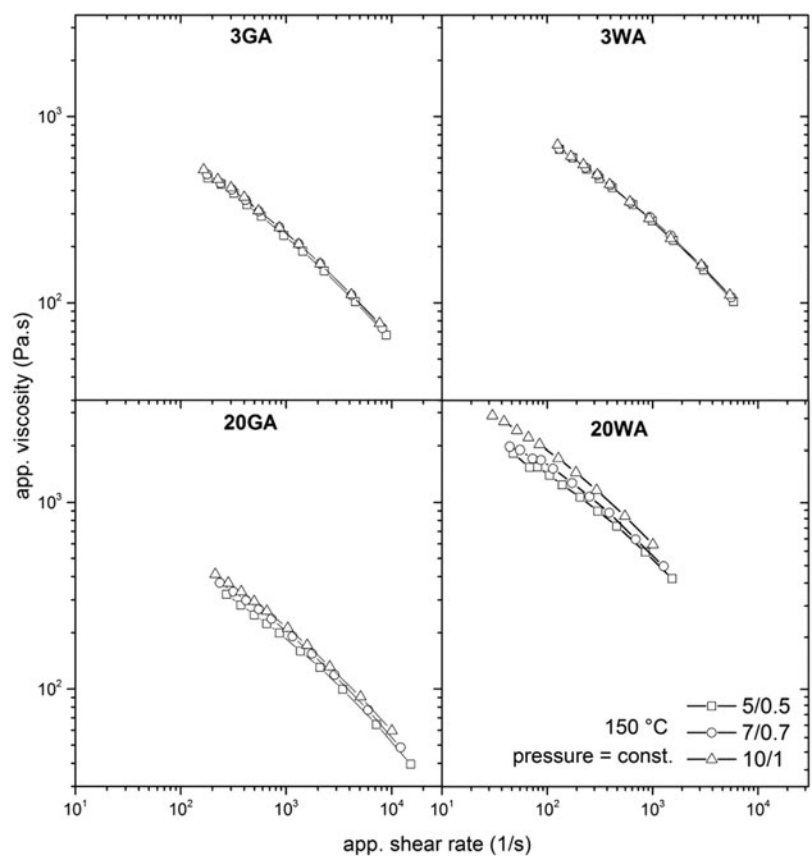 3GA
3WA
10³
10²
20GA
20WA
10³
10²
5/0.5
150 °C
7/0.7
pressure = const.
10/1
10¹
10²
10³
10⁴
10¹
10²
10³
10⁴
app. viscosity (Pa.s)
app. shear rate (1/s)